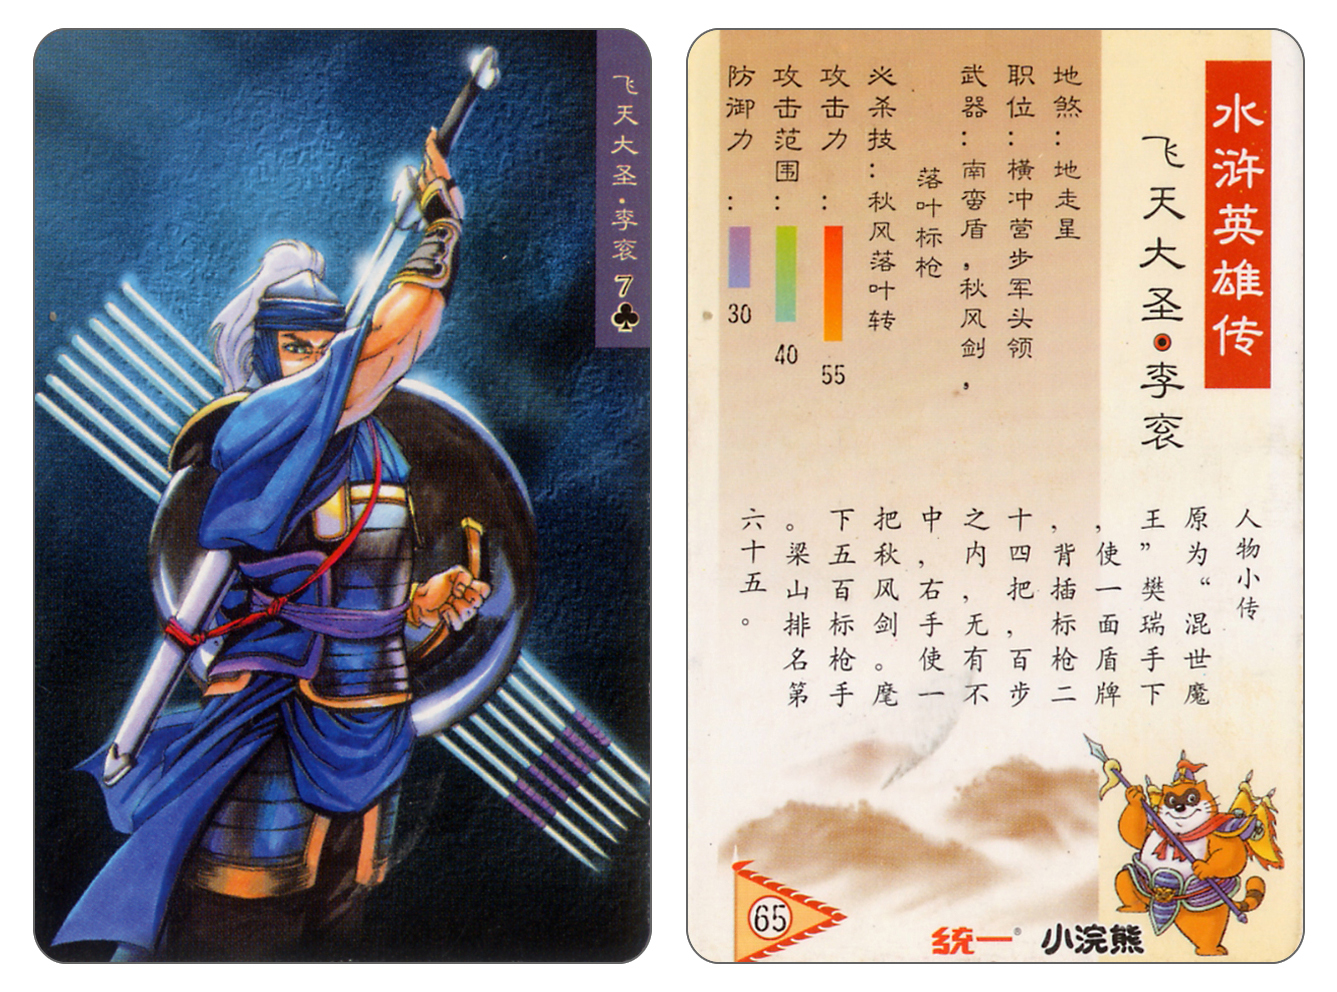 飞天大圣·李衮
7
水浒英雄传
飞天大圣·李衮
地煞：地走星
职位：横冲营步军头领
武器：南蛮盾，秋风剑，
落叶标枪
必杀技：秋风落叶转
攻击力：
55
攻击范围：
40
防御力：
30
人物小传
原为“混世魔
王”樊瑞手下
，使一面盾牌
，背插标枪二
十四把，百步
之内，无有不
中，右手使一
把秋风剑。麾
下五百标枪手
。梁山排名第
六十五。
65
统一®
小浣熊